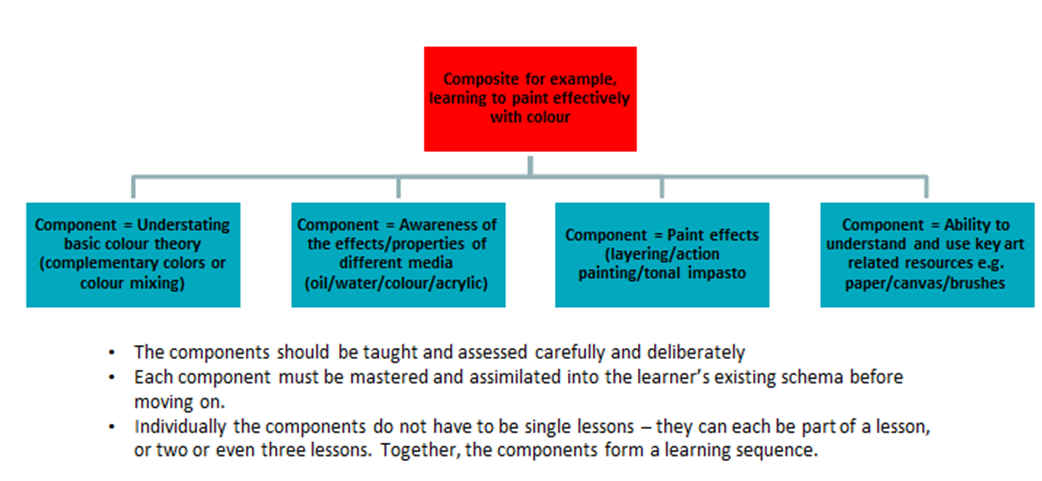 Composite for example,
learning to paint effectively
with colour
Component = Understating
basic colour theory
(complementary colors or
colour mixing)
Component = Awareness of
the effects/properties of
different media
(oil/water/colour/acrylic)
Component = Paint effects
(layering/action
painting/tonal impasto
Component = Ability to
understand and use key art
related resources e.g.
paper/canvas/brushes
• The components should be taught and assessed carefully and deliberately
• Each component must be mastered and assimilated into the learner's existing schema before
moving on.
• Individually the components do not have to be single lessons – they can each be part of a lesson,
or two or even three lessons. Together, the components form a learning sequence.